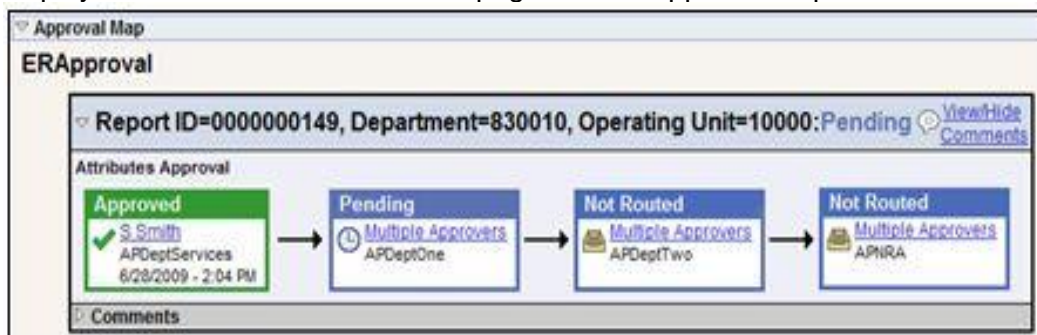 Approval Map
ERApproval
Report ID=0000000149, Department=830010, Operating Unit=10000:Pending View/Hide Comments
Attributes Approval
Approved
S Smith
APDeptServices
6/28/2009 - 2:04 PM
Pending
Multiple Approvers
APDeptOne
Not Routed
Multiple Approvers
APDeptTwo
Not Routed
Multiple Approvers
APNRA
Comments